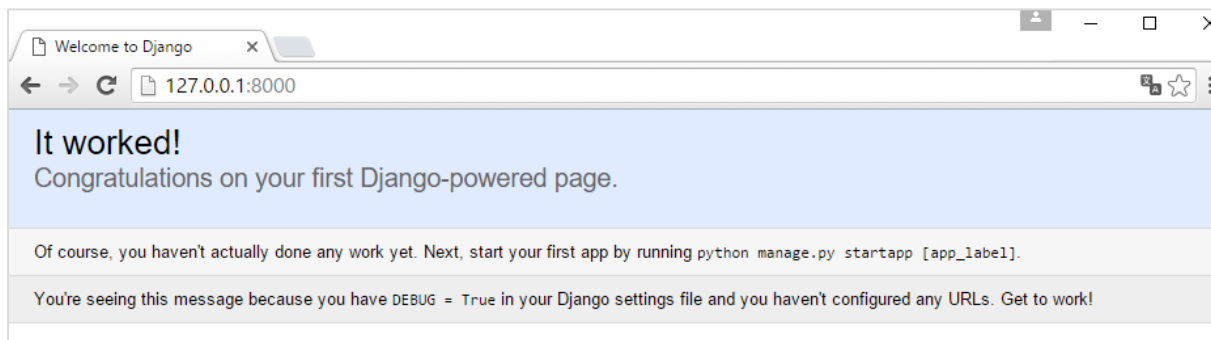 Welcome to Django
127.0.0.1:8000
It worked!
Congratulations on your first Django-powered page.
Of course, you haven't actually done any work yet. Next, start your first app by running python manage.py startapp [app_label].
You're seeing this message because you have DEBUG = True in your Django settings file and you haven't configured any URLs. Get to work!